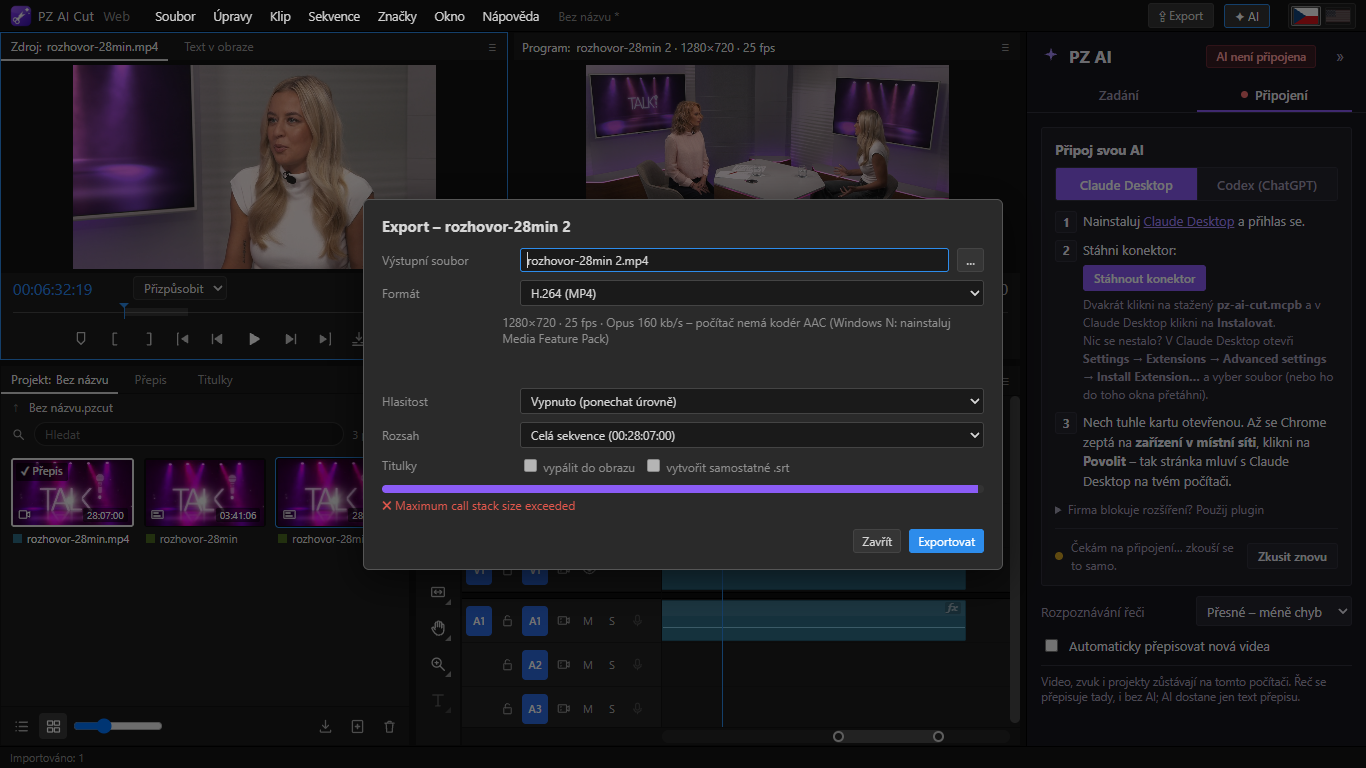 PZ AI Cut Web Soubor Úpravy Klip Sekvence Značky Okno Nápověda Bez názvu * Export AI
Zdroj: rozhovor-28min.mp4 Text v obraze
Program: rozhovor-28min 2 · 1280×720 · 25 fps
PZ AI AI není připojena »
Zadání Připojení
TALK!
Připoj svou AI
Claude Desktop Codex (ChatGPT)
1 Nainstaluj Claude Desktop a přihlas se.
2 Stáhni konektor:
Stáhnout konektor
Dvakrát klikni na stažený pz-ai-cut.mcpb a v
Claude Desktop klikni na Instalovat.
Nic se nestalo? V Claude Desktop otevři
Settings → Extensions → Advanced settings
→ Install Extension... a vyber soubor (nebo ho
do toho okna přetáhni).
3 Nech tuhle kartu otevřenou. Až se Chrome
zeptá na zařízení v místní síti, klikni na
Povolit – tak stránka mluví s Claude
Desktop na tvém počítači.
Firma blokuje rozšíření? Použij plugin
Čekám na připojení... zkouší se
to samo.
Zkusit znovu
Rozpoznávání řeči Přesné – méně chyb
Automaticky přepisovat nová videa
Video, zvuk i projekty zůstávají na tomto počítači. Řeč se
přepisuje tady, i bez AI; AI dostane jen text přepisu.
00:06:32:19 Přizpůsobit
Export – rozhovor-28min 2
Výstupní soubor rozhovor-28min 2.mp4 ...
Formát H.264 (MP4)
1280×720 · 25 fps · Opus 160 kb/s – počítač nemá kodér AAC (Windows N: nainstaluj
Media Feature Pack)
Hlasitost Vypnuto (ponechat úrovně)
Rozsah Celá sekvence (00:28:07:00)
Titulky vypálit do obrazu vytvořit samostatné .srt
✕ Maximum call stack size exceeded
Zavřít Exportovat
Projekt: Bez názvu Přepis Titulky
↑ Bez názvu.pzcut
Hledat 3
✓ Přepis
TALK! TALK! TALK
28:07:00 03:41:06
rozhovor-28min.mp4 rozhovor-28min rozhovor-28mi
V1 V1
A1 A1 M S fx
A2 M S
A3 M S
T
Importováno: 1